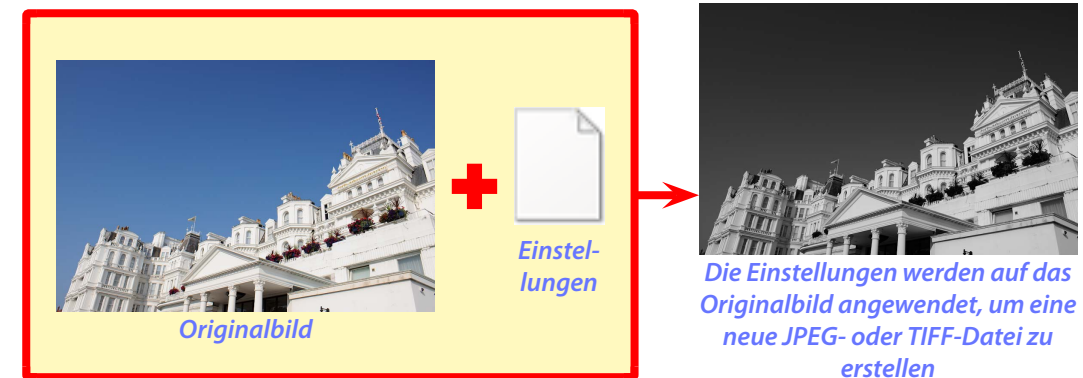 Originalbild
Einstel-
lungen
Die Einstellungen werden auf das
Originalbild angewendet, um eine
neue JPEG- oder TIFF-Datei zu
erstellen